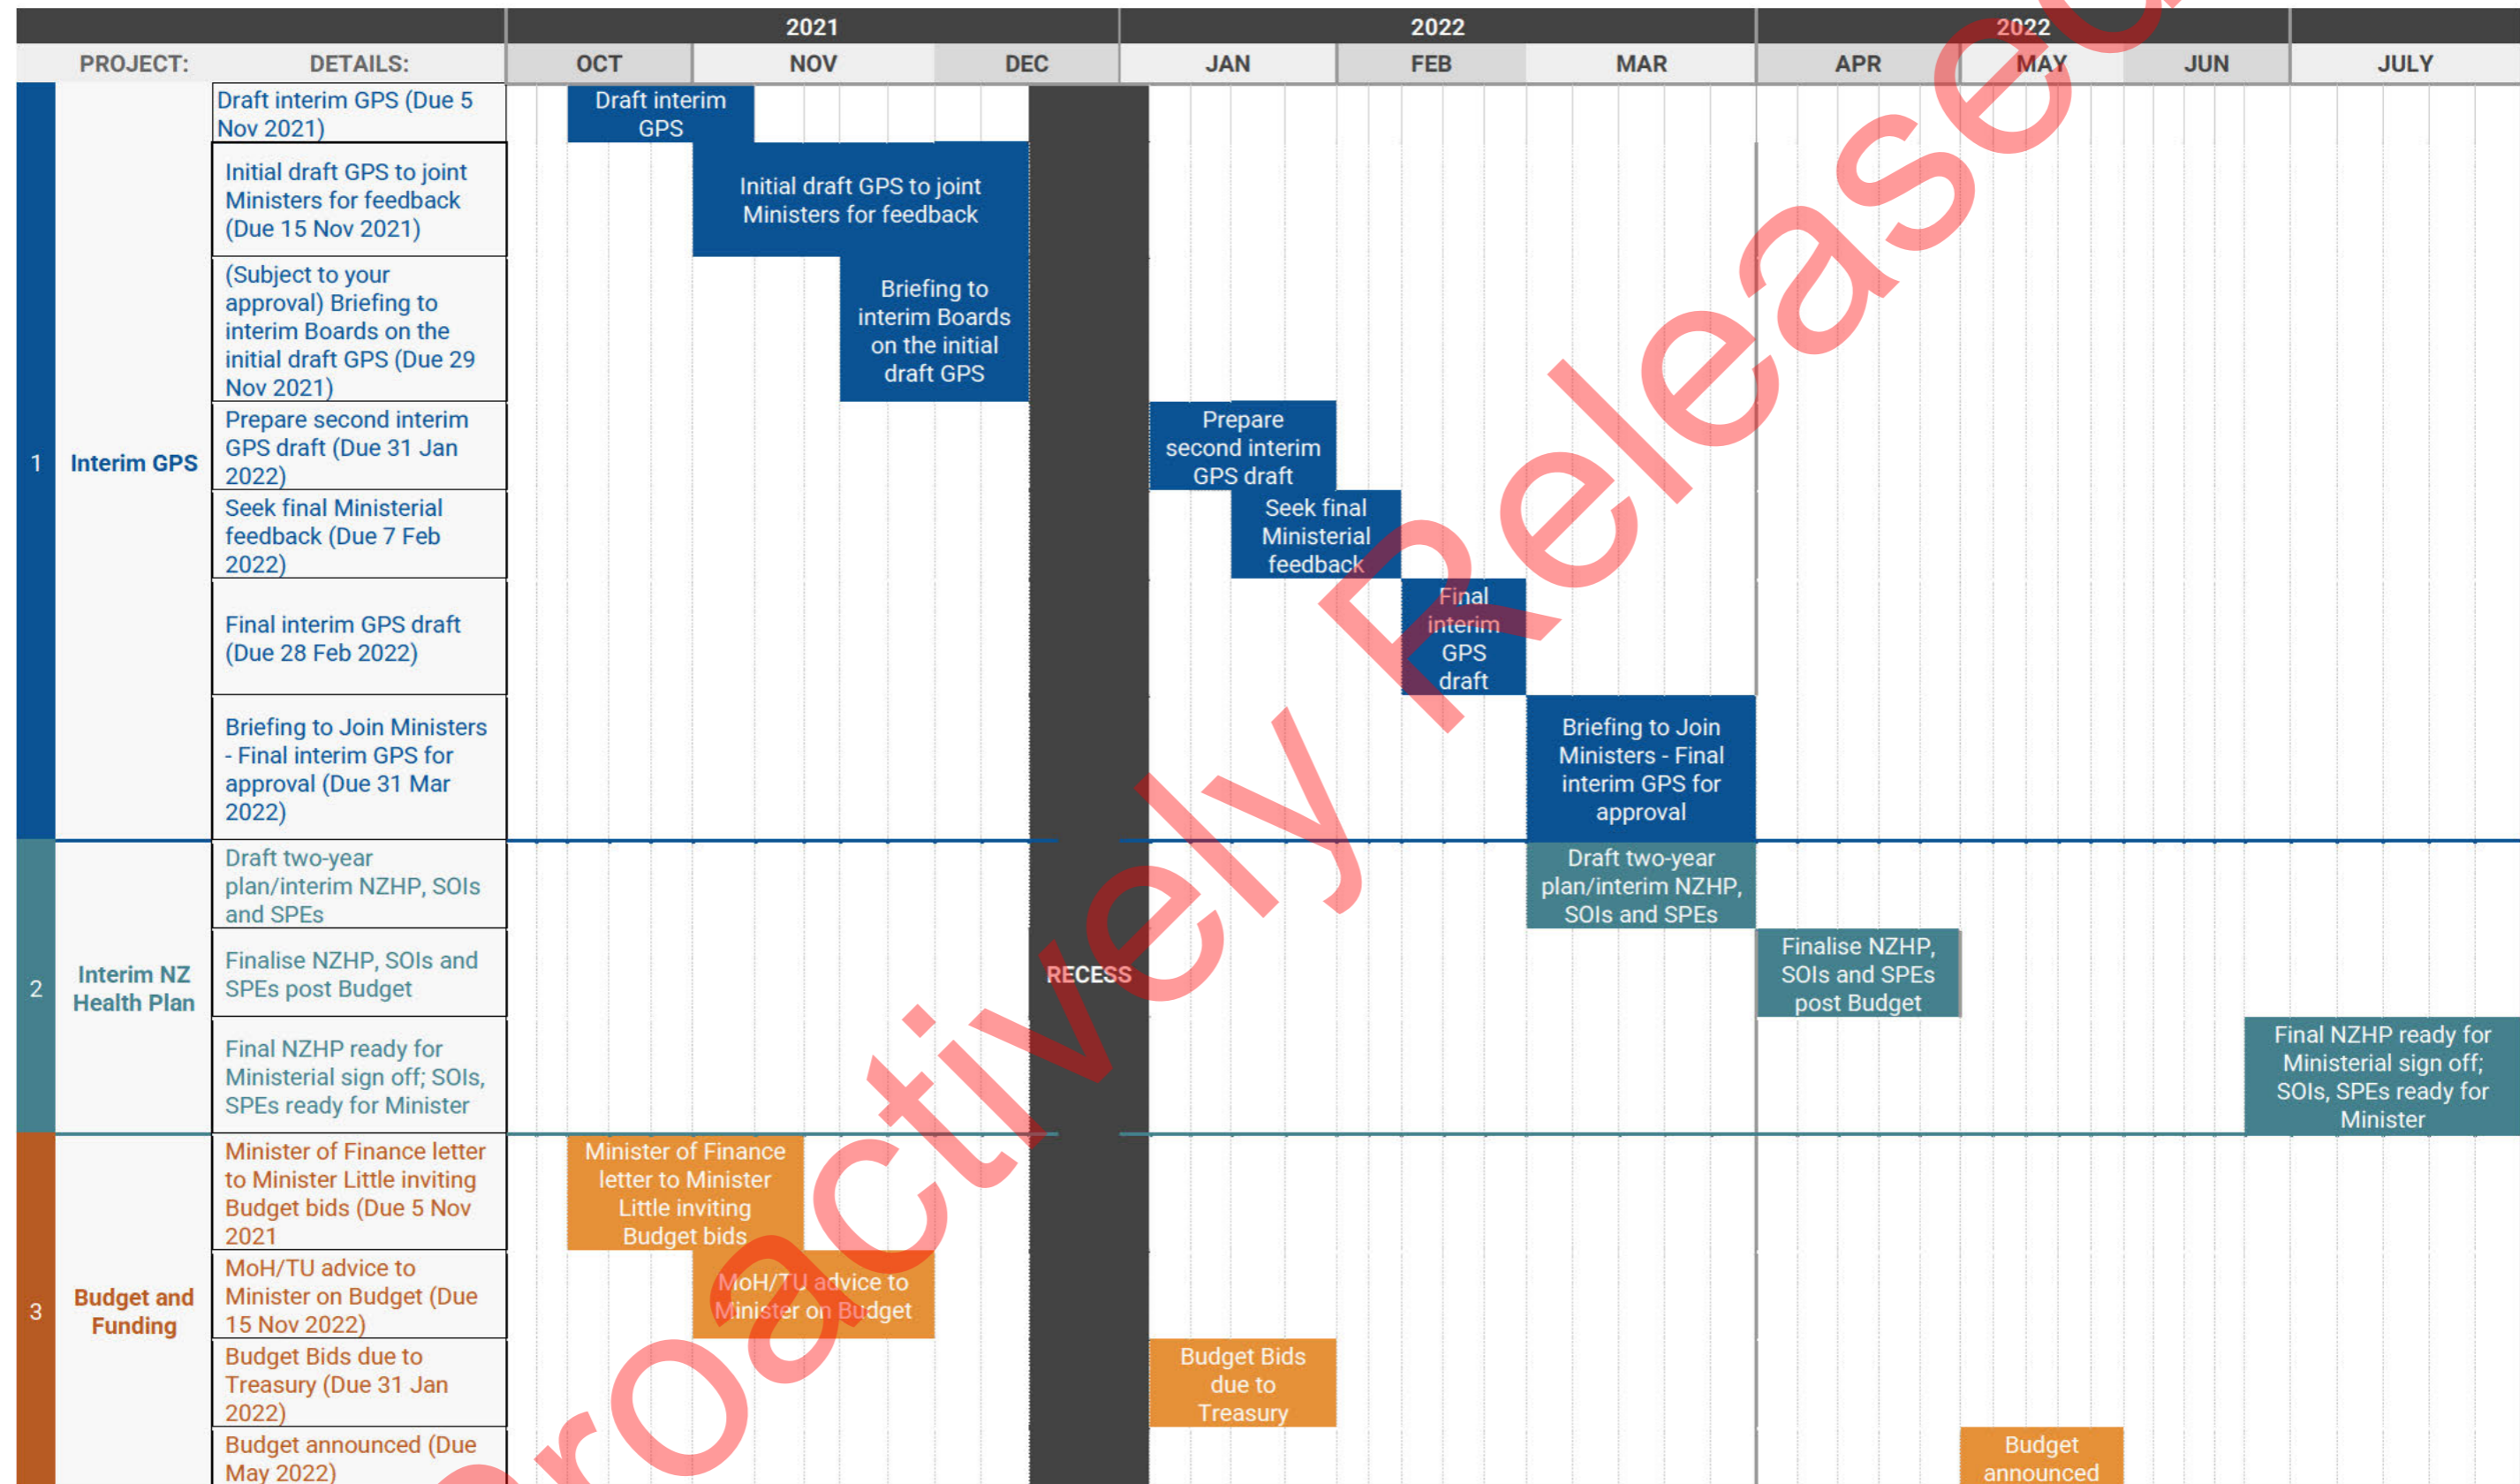 2021 2022 2022
PROJECT: DETAILS: OCT NOV DEC JAN FEB MAR APR MAY JUN JULY
1
Interim GPS
Draft interim GPS (Due 5
Nov 2021)
Draft interim
GPS
Initial draft GPS to joint
Ministers for feedback
(Due 15 Nov 2021)
Initial draft GPS to joint
Ministers for feedback
(Subject to your
approval) Briefing to
interim Boards on the
initial draft GPS (Due 29
Nov 2021)
Briefing to
interim Boards
on the initial
draft GPS
Prepare second interim
GPS draft (Due 31 Jan
2022)
Prepare
second interim
GPS draft
Seek final Ministerial
feedback (Due 7 Feb
2022)
Seek final
Ministerial
feedback
Final interim GPS draft
(Due 28 Feb 2022)
Final
interim
GPS
draft
Briefing to Join Ministers
- Final interim GPS for
approval (Due 31 Mar
2022)
Briefing to Join
Ministers - Final
interim GPS for
approval
2
Interim NZ
Health Plan
Draft two-year
plan/interim NZHP, SOIs
and SPEs
Draft two-year
plan/interim NZHP,
SOIs and SPEs
Finalise NZHP, SOIs and
SPEs post Budget
RECESS
Finalise NZHP,
SOIs and SPEs
post Budget
Final NZHP ready for
Ministerial sign off; SOIs,
SPEs ready for Minister
Final NZHP ready for
Ministerial sign off;
SOIs, SPEs ready for
Minister
3
Budget and
Funding
Minister of Finance letter
to Minister Little inviting
Budget bids (Due 5 Nov
2021
Minister of Finance
letter to Minister
Little inviting
Budget bids
MoH/TU advice to
Minister on Budget (Due
15 Nov 2022)
MoH/TU advice to
Minister on Budget
Budget Bids due to
Treasury (Due 31 Jan
2022)
Budget Bids
due to
Treasury
Budget announced (Due
May 2022)
Budget
announced
Proactively Released